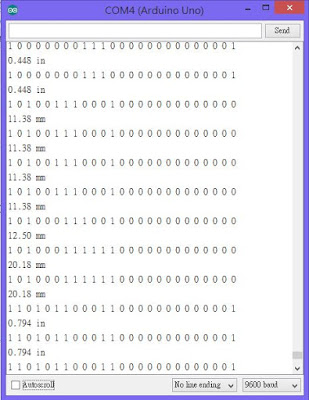 COM4 (Arduino Uno)
Send
1 0 0 0 0 0 0 0 1 1 1 0 0 0 0 0 0 0 0 0 0 0 0 1
0.448 in
1 0 0 0 0 0 0 0 1 1 1 0 0 0 0 0 0 0 0 0 0 0 0 1
0.448 in
1 0 1 0 0 1 1 1 0 0 0 1 0 0 0 0 0 0 0 0 0 0 0 0
11.38 mm
1 0 1 0 0 1 1 1 0 0 0 1 0 0 0 0 0 0 0 0 0 0 0 0
11.38 mm
1 0 1 0 0 1 1 1 0 0 0 1 0 0 0 0 0 0 0 0 0 0 0 0
11.38 mm
1 0 1 0 0 1 1 1 0 0 0 1 0 0 0 0 0 0 0 0 0 0 0 0
11.38 mm
1 0 1 0 0 0 1 1 1 0 0 1 0 0 0 0 0 0 0 0 0 0 0 0
12.50 mm
1 0 1 0 0 0 1 1 1 1 1 1 0 0 0 0 0 0 0 0 0 0 0 0
20.18 mm
1 0 1 0 0 0 1 1 1 1 1 1 0 0 0 0 0 0 0 0 0 0 0 0
20.18 mm
1 1 0 1 0 1 1 0 0 0 1 1 0 0 0 0 0 0 0 0 0 0 0 1
0.794 in
1 1 0 1 0 1 1 0 0 0 1 1 0 0 0 0 0 0 0 0 0 0 0 1
0.794 in
1 1 0 1 0 1 1 0 0 0 1 1 0 0 0 0 0 0 0 0 0 0 0 1
Autoscroll
No line ending
9600 baud